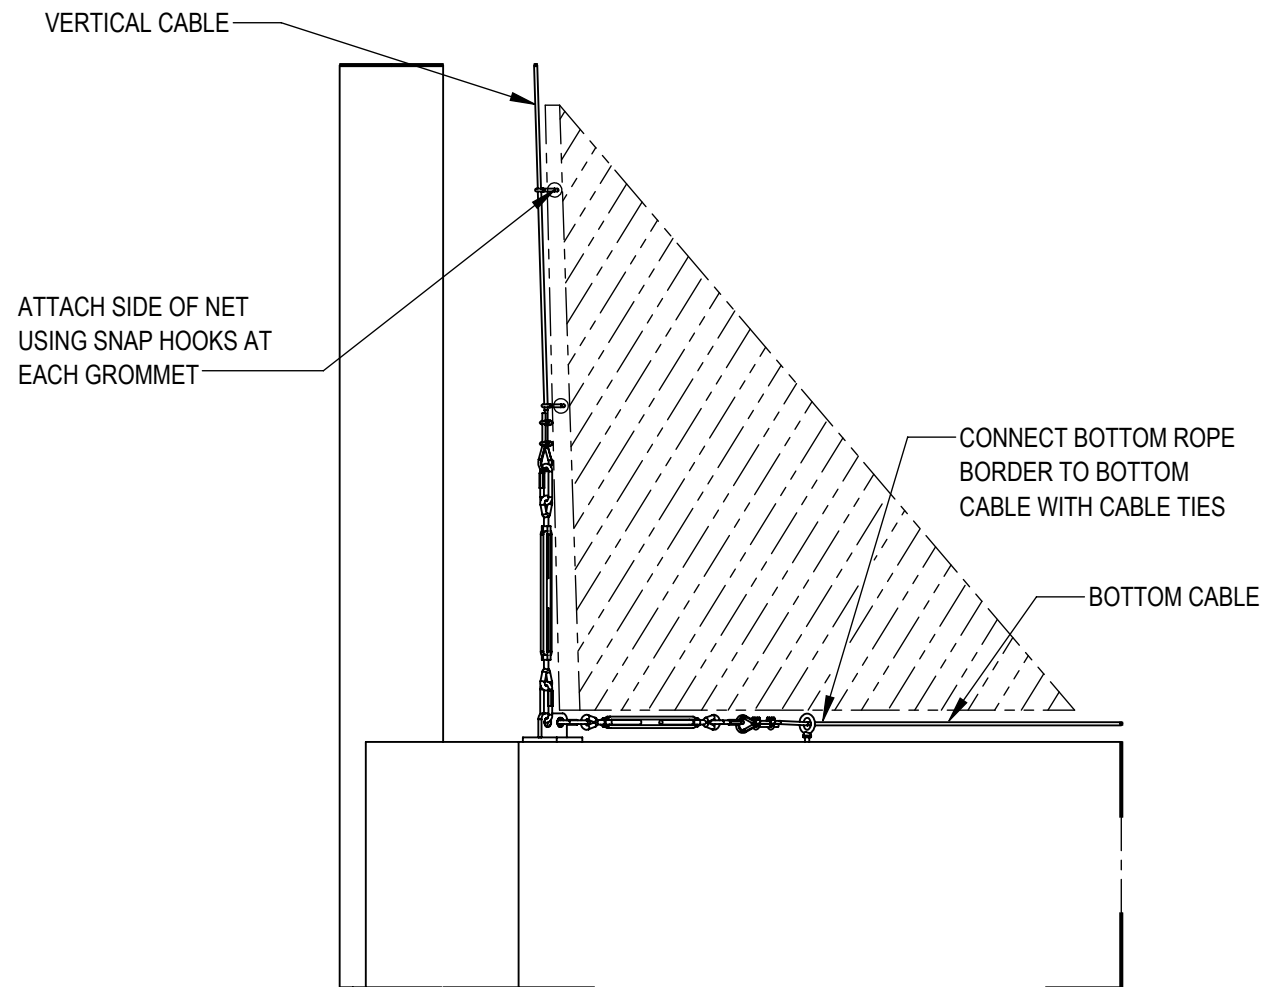 VERTICAL CABLE
ATTACH SIDE OF NET
USING SNAP HOOKS AT
EACH GROMMET
CONNECT BOTTOM ROPE
BORDER TO BOTTOM
CABLE WITH CABLE TIES
BOTTOM CABLE